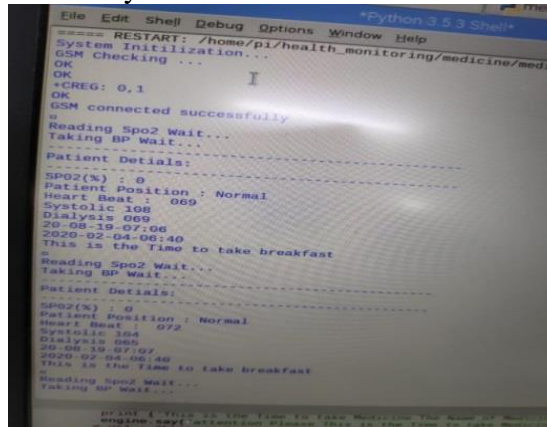 File Edit Shell Debug Options Window Help
*Python 3.5.3 Shell*
===== RESTART: /home/pi/health_monitoring/medicine/medi
System Initilization...
GSM Checking ...
OK
OK
+CREG: 0,1
OK
GSM connected successfully
o
Reading Spo2 Wait...
Taking BP Wait...
Patient Detials:
SPO2(%) : 0
Patient Position : Normal
Heart Beat : 069
Systolic 108
Dialysis 069
20-08-19-07:06
2020-02-04-06:40
This is the Time to take breakfast
o
Reading Spo2 Wait...
Taking BP Wait...
Patient Detials:
SPO2(%) : 0
Patient Position : Normal
Heart Beat : 072
Systolic 104
Dialysis 065
20-08-19-07:07
2020-02-04-06:40
This is the Time to take breakfast
o
Reading Spo2 Wait...
Taking BP Wait...
print ( This is the Time to take Medicine The Name of
engine.say( attention Please This is the Time to take